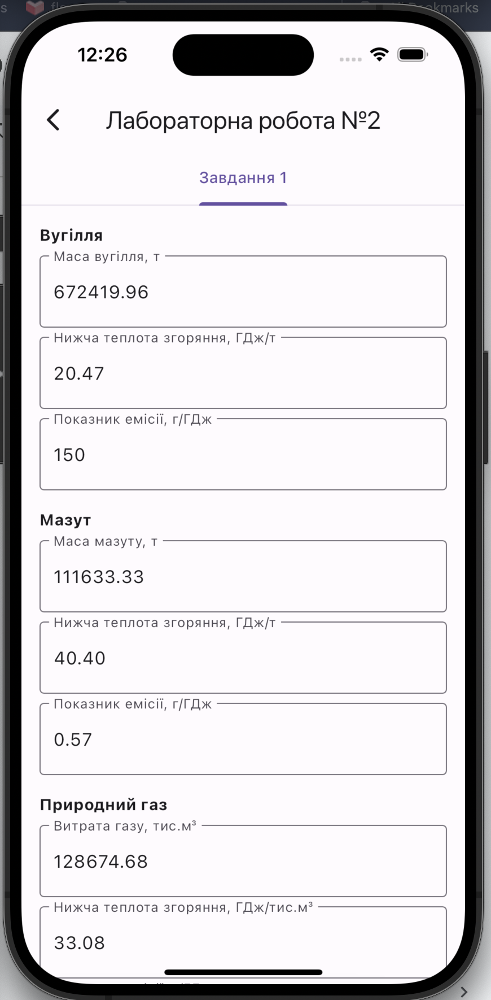 Bookmarks
12:26
Лабораторна робота №2
Завдання 1
Вугілля
Маса вугілля, т
672419.96
Нижча теплота згоряння, ГДж/т
20.47
Показник емісії, г/ГДж
150
Мазут
Маса мазуту, т
111633.33
Нижча теплота згоряння, ГДж/т
40.40
Показник емісії, г/ГДж
0.57
Природний газ
Витрата газу, тис.м³
128674.68
Нижча теплота згоряння, ГДж/тис.м³
33.08